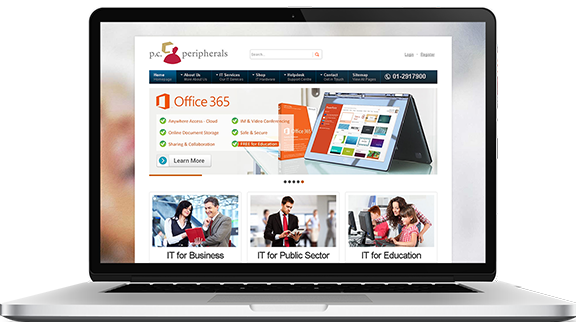 p.c. peripherals
Search...
Login Register
Home About Us IT Services Shop Helpdesk Contact Sitemap 01-2917900
Homepage More About Us Our IT Services IT Hardware Support Centre Get in Touch View All Pages
Office 365
Anywhere Access - Cloud IM & Video Conferencing
Online Document Storage Safe & Secure
Sharing & Collaboration FREE for Education
Learn More
Office 365
IT for Business IT for Public Sector IT for Education